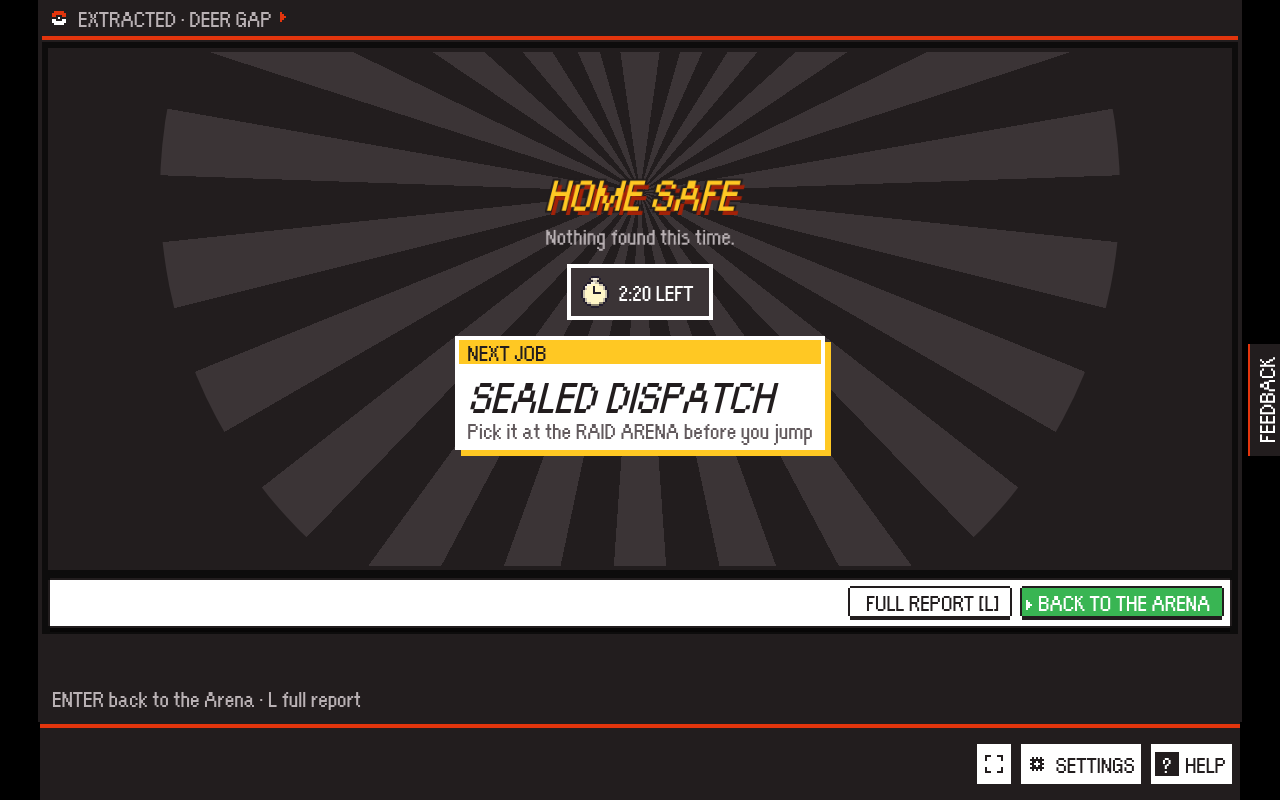 EXTRACTED · DEER GAP
HOME SAFE
Nothing found this time.
2:20 LEFT
NEXT JOB
SEALED DISPATCH
Pick it at the RAID ARENA before you jump
FULL REPORT [L]
BACK TO THE ARENA
FEEDBACK
ENTER back to the Arena · L full report
SETTINGS
? HELP